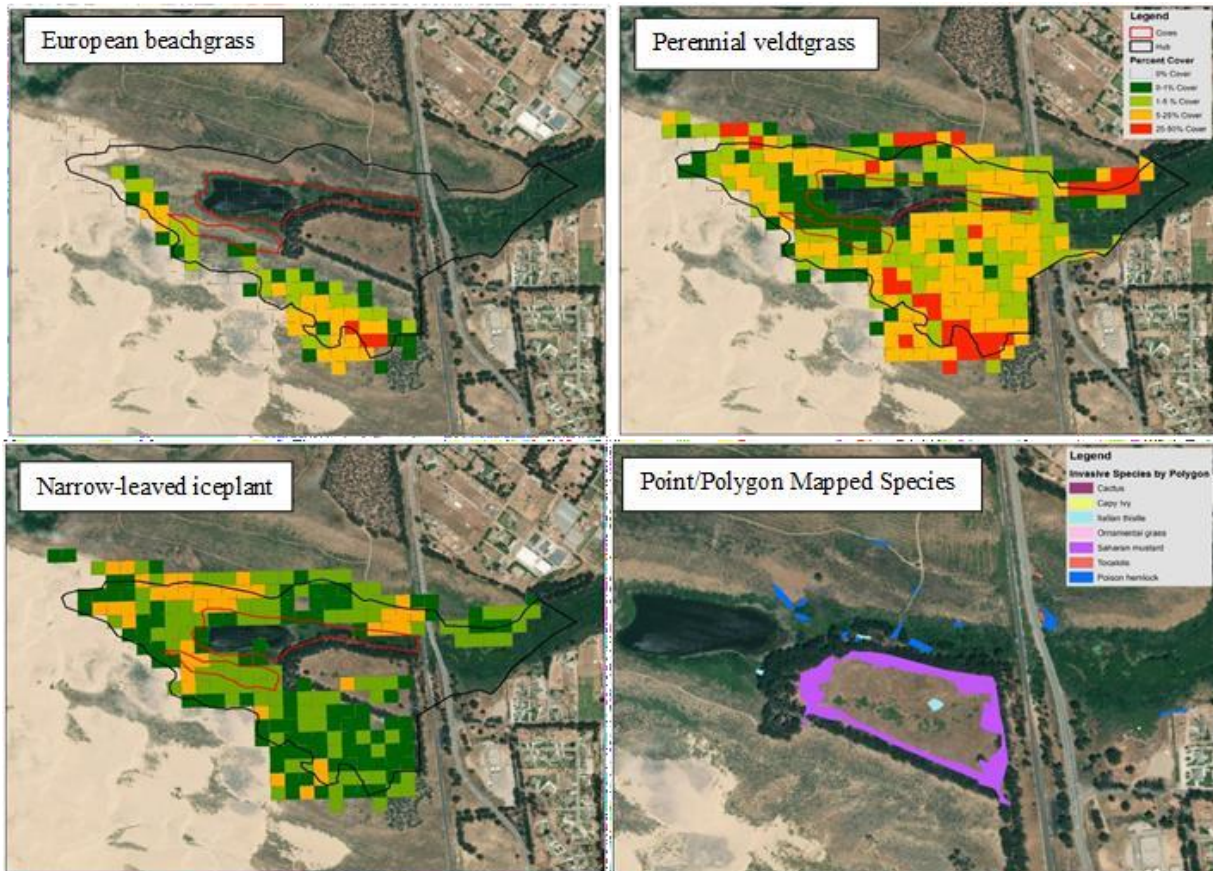 European beachgrass
Perennial veldtgrass
Legend
Cores
Hub
Percent Cover
0% Cover
0-1% Cover
1-5 % Cover
5-25% Cover
25-50% Cover
Narrow-leaved iceplant
Point/Polygon Mapped Species
Legend
Invasive Species by Polygon
Cactus
Capy Ivy
Italian thistle
Ornamental grass
Saharan mustard
Tocalote
Poison hemlock